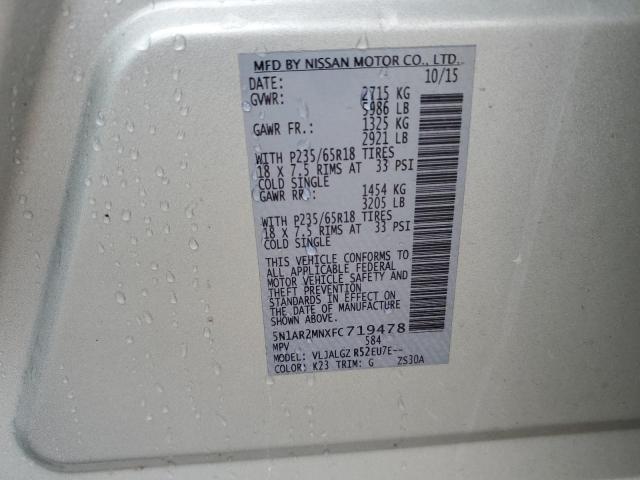 MFD BY NISSAN MOTOR CO., LTD.
DATE: 10/15
GVWR: 2715 KG
5986 LB
GAWR FR.: 1325 KG
2921 LB
WITH P235/65R18 TIRES
18 X 7.5 RIMS AT 33 PSI
COLD SINGLE
GAWR RR: 1454 KG
3205 LB
WITH P235/65R18 TIRES
18 X 7.5 RIMS AT 33 PSI
COLD SINGLE
THIS VEHICLE CONFORMS TO
ALL APPLICABLE FEDERAL
MOTOR VEHICLE SAFETY AND
THEFT PREVENTION
STANDARDS IN EFFECT ON
THE DATE OF MANUFACTURE
SHOWN ABOVE.
5N1AR2MNXFC719478
MPV 584
MODEL: VLJALGZ R52EU7E--
COLOR: K23 TRIM: G ZS30A